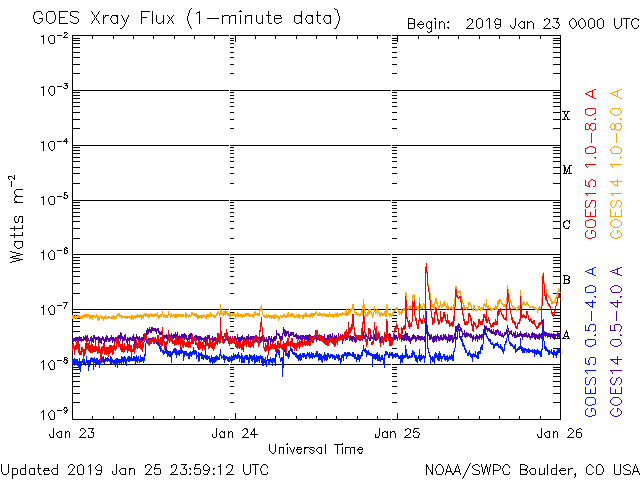 GOES Xray Flux (1-minute data)
Begin: 2019 Jan 23 0000 UTC
10-2
10-3
10-4
10-5
10-6
10-7
10-8
10-9
Watts m-2
X
M
C
B
A
GOES15 1.0-8.0 A
GOES14 1.0-8.0 A
GOES15 0.5-4.0 A
GOES14 0.5-4.0 A
Jan 23 Jan 24 Jan 25 Jan 26
Universal Time
Updated 2019 Jan 25 23:59:12 UTC
NOAA/SWPC Boulder, CO USA